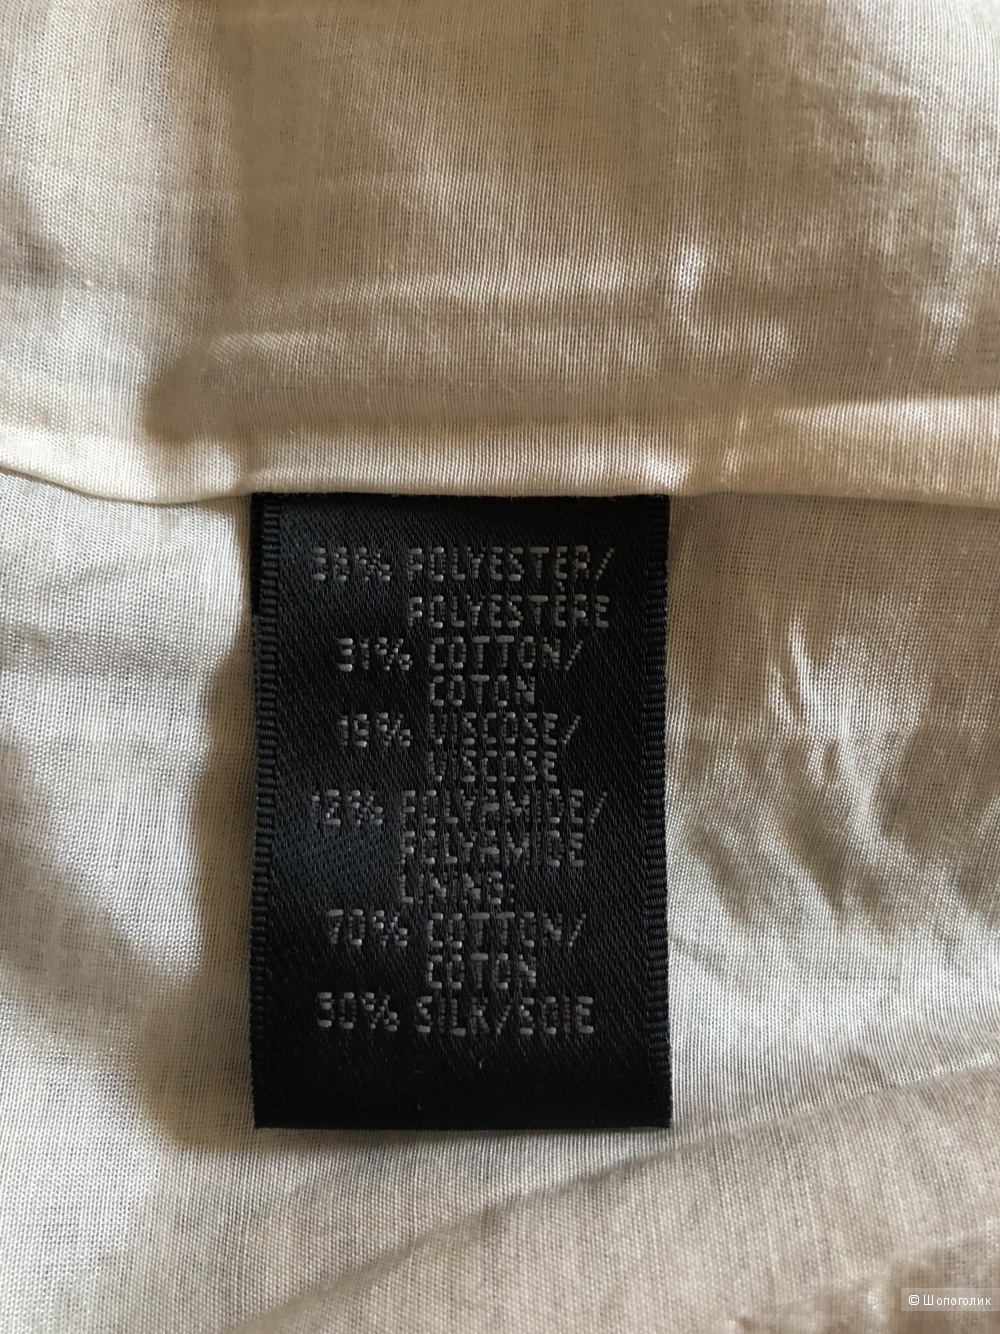 38% POLYESTER/
POLYESTERE
31% COTTON/
COTON
19% VISCOSE/
VISCOSE
12% POLYAMIDE/
POLYAMIDE
LINING:
70% COTTON/
COTON
30% SILK/SOIE
© Шопоголик